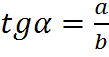 tgα = a/b